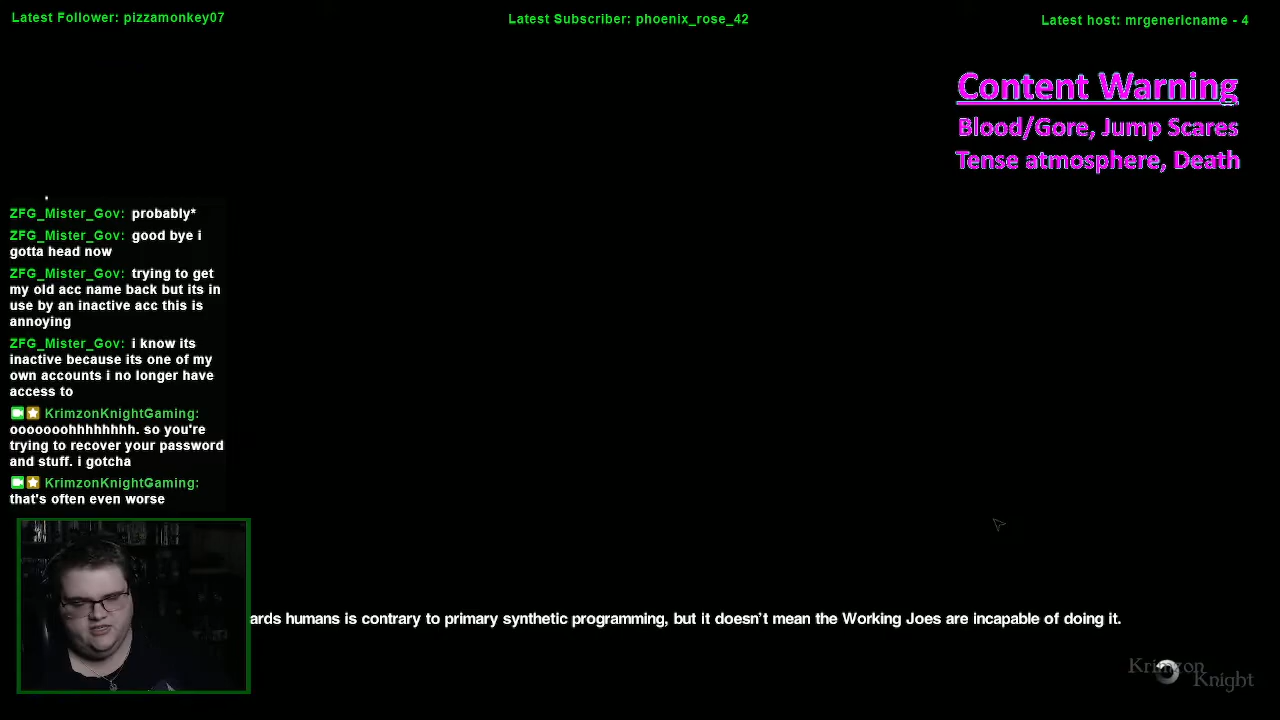 Latest Follower: pizzamonkey07
Latest Subscriber: phoenix_rose_42
Latest host: mrgenericname - 4
Content Warning
Blood/Gore, Jump Scares
Tense atmosphere, Death
ZFG_Mister_Gov: probably*
ZFG_Mister_Gov: good bye i
gotta head now
ZFG_Mister_Gov: trying to get
my old acc name back but its in
use by an inactive acc this is
annoying
ZFG_Mister_Gov: i know its
inactive because its one of my
own accounts i no longer have
access to
KrimzonKnightGaming:
ooooooohhhhhhhh. so you're
trying to recover your password
and stuff. i gotcha
KrimzonKnightGaming:
that's often even worse
ards humans is contrary to primary synthetic programming, but it doesn't mean the Working Joes are incapable of doing it.
Krimzon
Knight